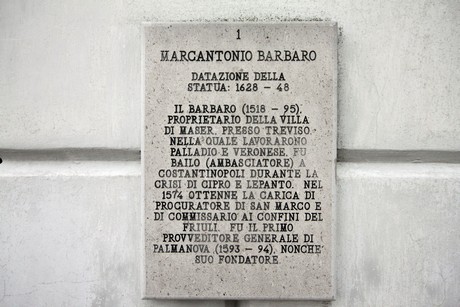 1
MARCANTONIO BARBARO
DATAZIONE DELLA
STATUA: 1628 - 48
IL BARBARO (1518 - 95),
PROPRIETARIO DELLA VILLA
DI MASER, PRESSO TREVISO,
NELLA QUALE LAVORARONO
PALLADIO E VERONESE, FU
BAILO (AMBASCIATORE) A
COSTANTINOPOLI DURANTE LA
CRISI DI CIPRO E LEPANTO. NEL
1574 OTTENNE LA CARICA DI
PROCURATORE DI SAN MARCO E
DI COMMISSARIO AI CONFINI DEL
FRIULI. FU IL PRIMO
PROVVEDITORE GENERALE DI
PALMANOVA (1593 - 94), NONCHE'
SUO FONDATORE.